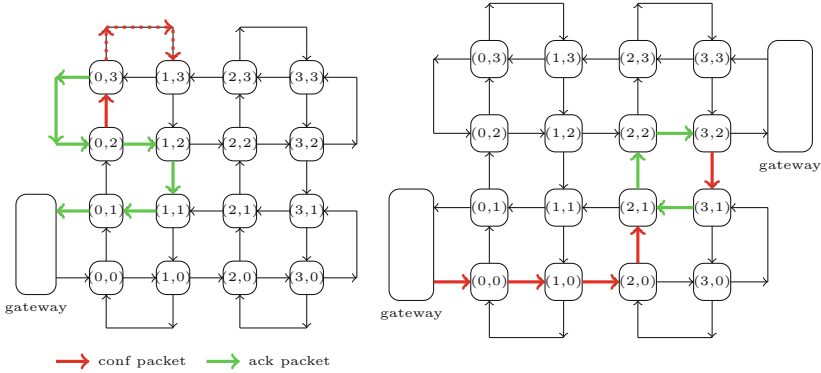 (0,3) (1,3) (2,3) (3,3)
(0,2) (1,2) (2,2) (3,2)
(0,1) (1,1) (2,1) (3,1)
(0,0) (1,0) (2,0) (3,0)
gateway
conf packet ack packet
(0,3) (1,3) (2,3) (3,3)
(0,2) (1,2) (2,2) (3,2)
gateway
(0,1) (1,1) (2,1) (3,1)
(0,0) (1,0) (2,0) (3,0)
gateway